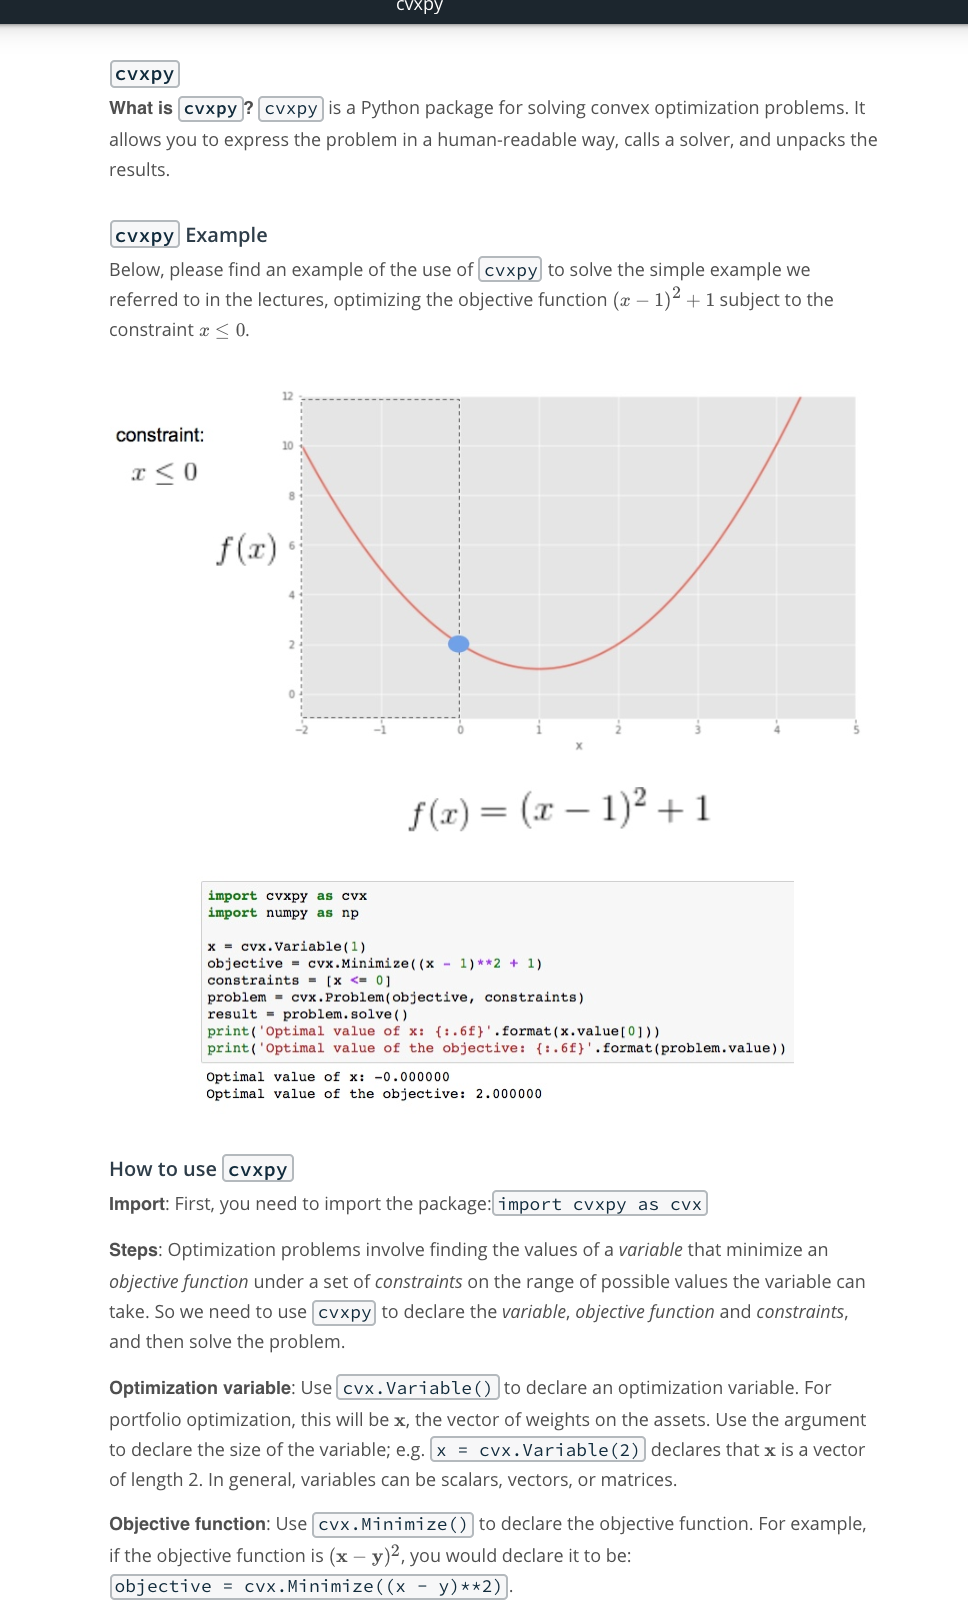 cvxpy
cvxpy
What is cvxpy? cvxpy is a Python package for solving convex optimization problems. It
allows you to express the problem in a human-readable way, calls a solver, and unpacks the
results.
cvxpy Example
Below, please find an example of the use of cvxpy to solve the simple example we
referred to in the lectures, optimizing the objective function (x − 1)² + 1 subject to the
constraint x ≤ 0.
constraint:
x ≤ 0
f(x)
12
10
8
6
4
2
0
−2 −1 0 1 2 3 4 5
x
f(x) = (x − 1)² + 1
import cvxpy as cvx
import numpy as np
x = cvx.Variable(1)
objective = cvx.Minimize((x - 1)**2 + 1)
constraints = [x <= 0]
problem = cvx.Problem(objective, constraints)
result = problem.solve()
print('Optimal value of x: {:.6f}'.format(x.value[0]))
print('Optimal value of the objective: {:.6f}'.format(problem.value))
Optimal value of x: -0.000000
Optimal value of the objective: 2.000000
How to use cvxpy
Import: First, you need to import the package: import cvxpy as cvx
Steps: Optimization problems involve finding the values of a variable that minimize an
objective function under a set of constraints on the range of possible values the variable can
take. So we need to use cvxpy to declare the variable, objective function and constraints,
and then solve the problem.
Optimization variable: Use cvx.Variable() to declare an optimization variable. For
portfolio optimization, this will be x, the vector of weights on the assets. Use the argument
to declare the size of the variable; e.g. x = cvx.Variable(2) declares that x is a vector
of length 2. In general, variables can be scalars, vectors, or matrices.
Objective function: Use cvx.Minimize() to declare the objective function. For example,
if the objective function is (x − y)², you would declare it to be:
objective = cvx.Minimize((x - y)**2).